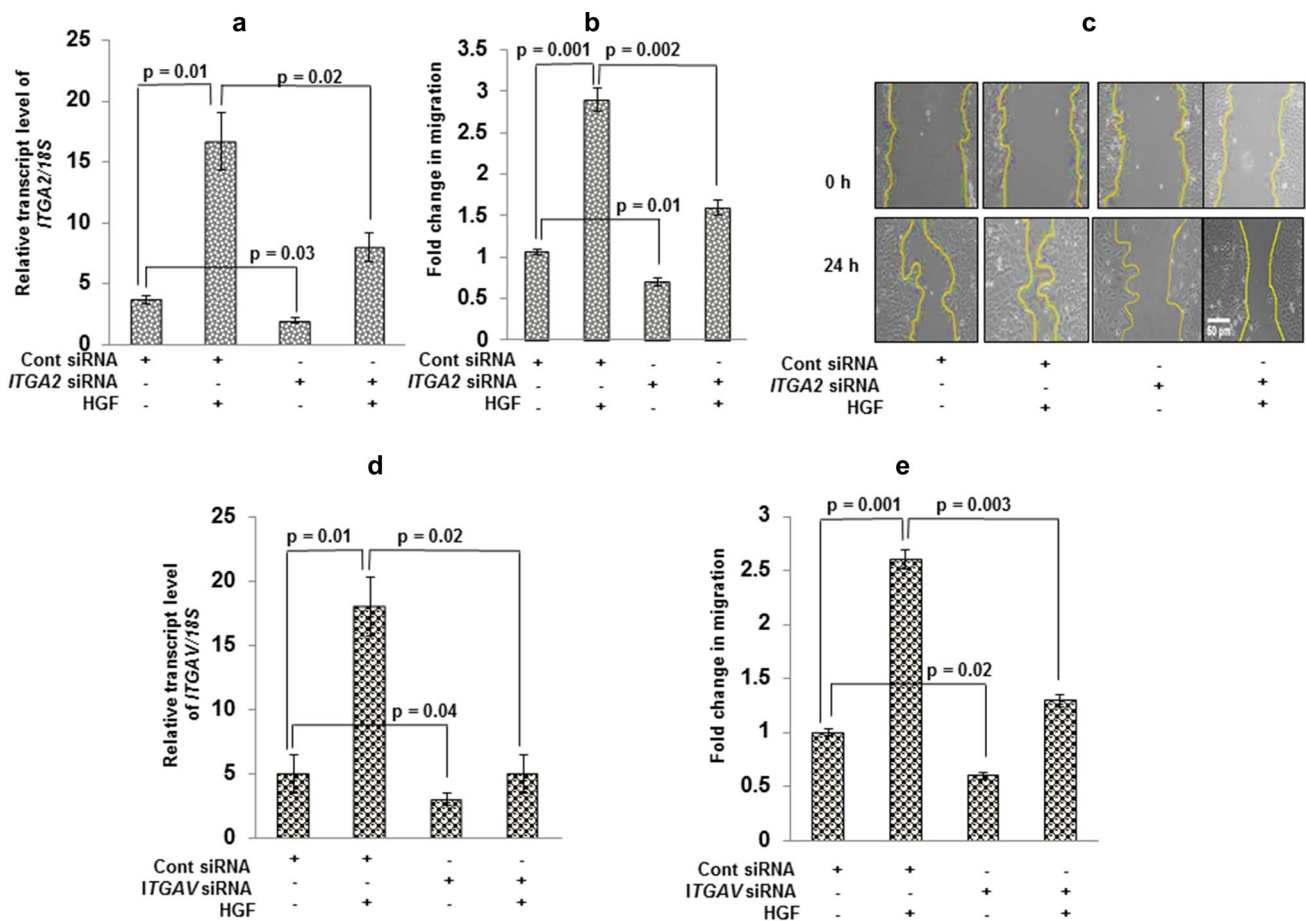 a
Relative transcript level of
ITGA2/18S
25
20
15
10
5
0
p = 0.01
p = 0.02
p = 0.03
Cont siRNA + + - -
ITGA2 siRNA - - + +
HGF - + - +
b
Fold change in migration
3.5
3
2.5
2
1.5
1
0.5
0
p = 0.001
p = 0.002
p = 0.01
Cont siRNA + + - -
ITGA2 siRNA - - + +
HGF - + - +
c
0 h
24 h
50 µm
Cont siRNA + + - -
ITGA2 siRNA - - + +
HGF - + - +
d
Relative transcript level
of ITGAV/18S
25
20
15
10
5
0
p = 0.01
p = 0.02
p = 0.04
Cont siRNA + + - -
ITGAV siRNA - - + +
HGF - + - +
e
Fold change in migration
3
2.5
2
1.5
1
0.5
0
p = 0.001
p = 0.003
p = 0.02
Cont siRNA + + - -
ITGAV siRNA - - + +
HGF - + - +